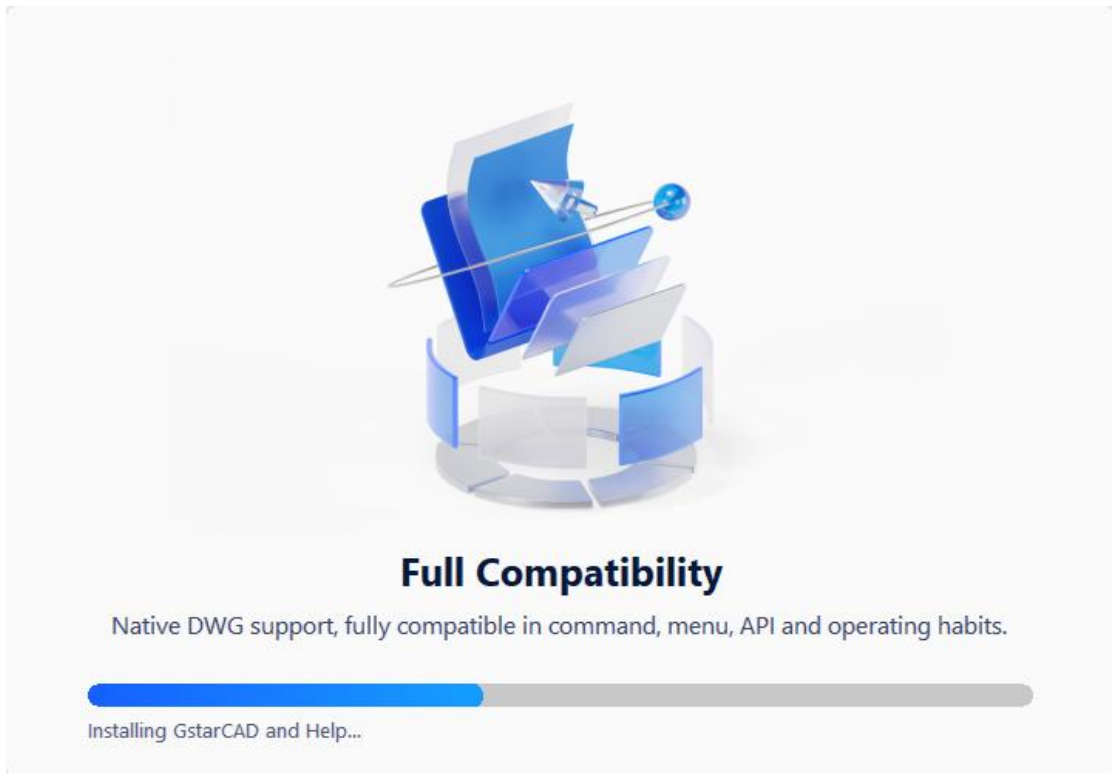 Full Compatibility
Native DWG support, fully compatible in command, menu, API and operating habits.
Installing GstarCAD and Help...